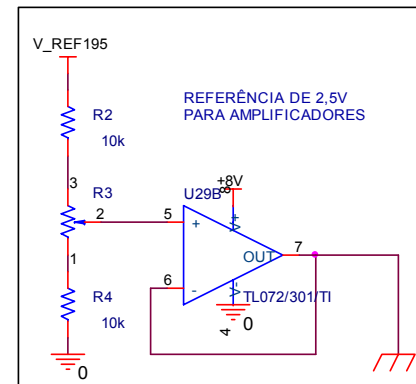 V_REF195
R2
10k
REFERÊNCIA DE 2,5V
PARA AMPLIFICADORES
3
R3
2
1
R4
10k
0
U29B
+8V
8
5
+
V+
OUT
7
6
-
V-
TL072/301/TI
4
0